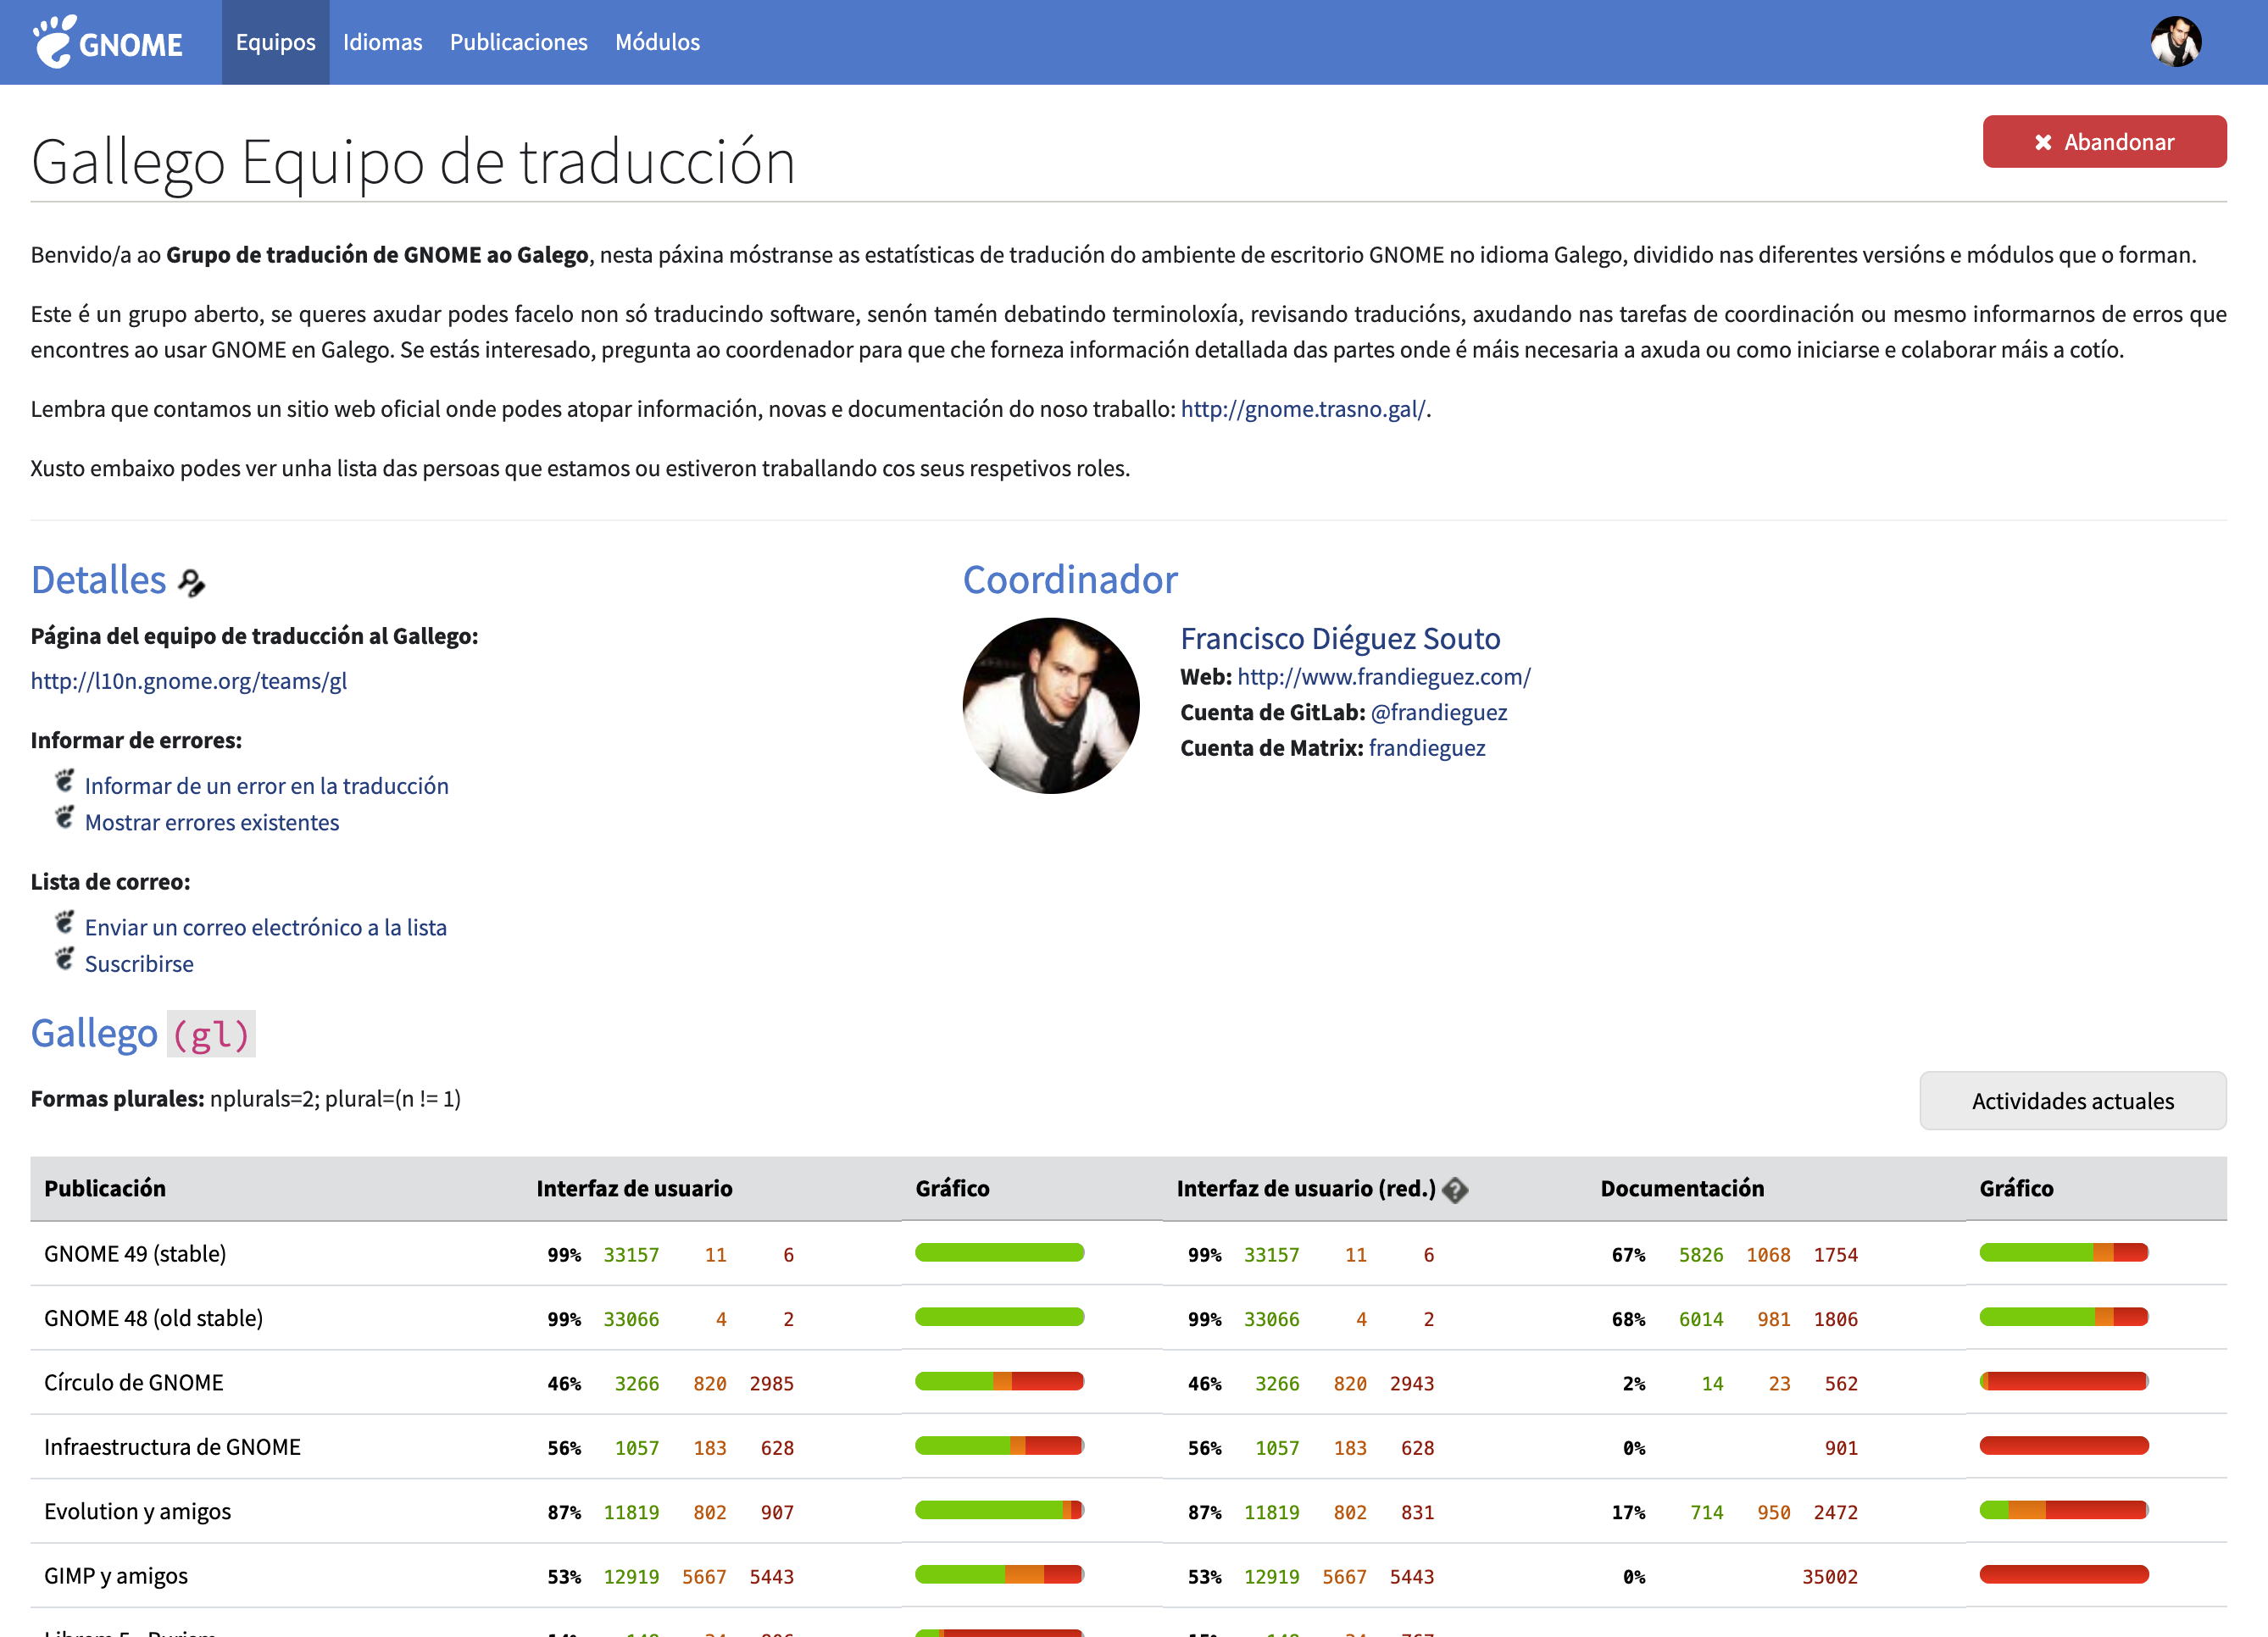 GNOME Equipos Idiomas Publicaciones Módulos
Gallego Equipo de traducción
✖ Abandonar
Benvido/a ao Grupo de tradución de GNOME ao Galego, nesta páxina móstranse as estatísticas de tradución do ambiente de escritorio GNOME no idioma Galego, dividido nas diferentes versións e módulos que o forman.
Este é un grupo aberto, se queres axudar podes facelo non só traducindo software, senón tamén debatindo terminoloxía, revisando traducións, axudando nas tarefas de coordinación ou mesmo informarnos de erros que
encontres ao usar GNOME en Galego. Se estás interesado, pregunta ao coordenador para que che forneza información detallada das partes onde é máis necesaria a axuda ou como iniciarse e colaborar máis a cotío.
Lembra que contamos un sitio web oficial onde podes atopar información, novas e documentación do noso traballo: http://gnome.trasno.gal/.
Xusto embaixo podes ver unha lista das persoas que estamos ou estiveron traballando cos seus respetivos roles.
Detalles
Página del equipo de traducción al Gallego:
http://l10n.gnome.org/teams/gl
Informar de errores:
Informar de un error en la traducción
Mostrar errores existentes
Lista de correo:
Enviar un correo electrónico a la lista
Suscribirse
Coordinador
Francisco Diéguez Souto
Web: http://www.frandieguez.com/
Cuenta de GitLab: @frandieguez
Cuenta de Matrix: frandieguez
Gallego (gl)
Formas plurales: nplurals=2; plural=(n != 1)
Actividades actuales
Publicación Interfaz de usuario Gráfico Interfaz de usuario (red.) ? Documentación Gráfico
GNOME 49 (stable) 99% 33157 11 6 99% 33157 11 6 67% 5826 1068 1754
GNOME 48 (old stable) 99% 33066 4 2 99% 33066 4 2 68% 6014 981 1806
Círculo de GNOME 46% 3266 820 2985 46% 3266 820 2943 2% 14 23 562
Infraestructura de GNOME 56% 1057 183 628 56% 1057 183 628 0% 901
Evolution y amigos 87% 11819 802 907 87% 11819 802 831 17% 714 950 2472
GIMP y amigos 53% 12919 5667 5443 53% 12919 5667 5443 0% 35002